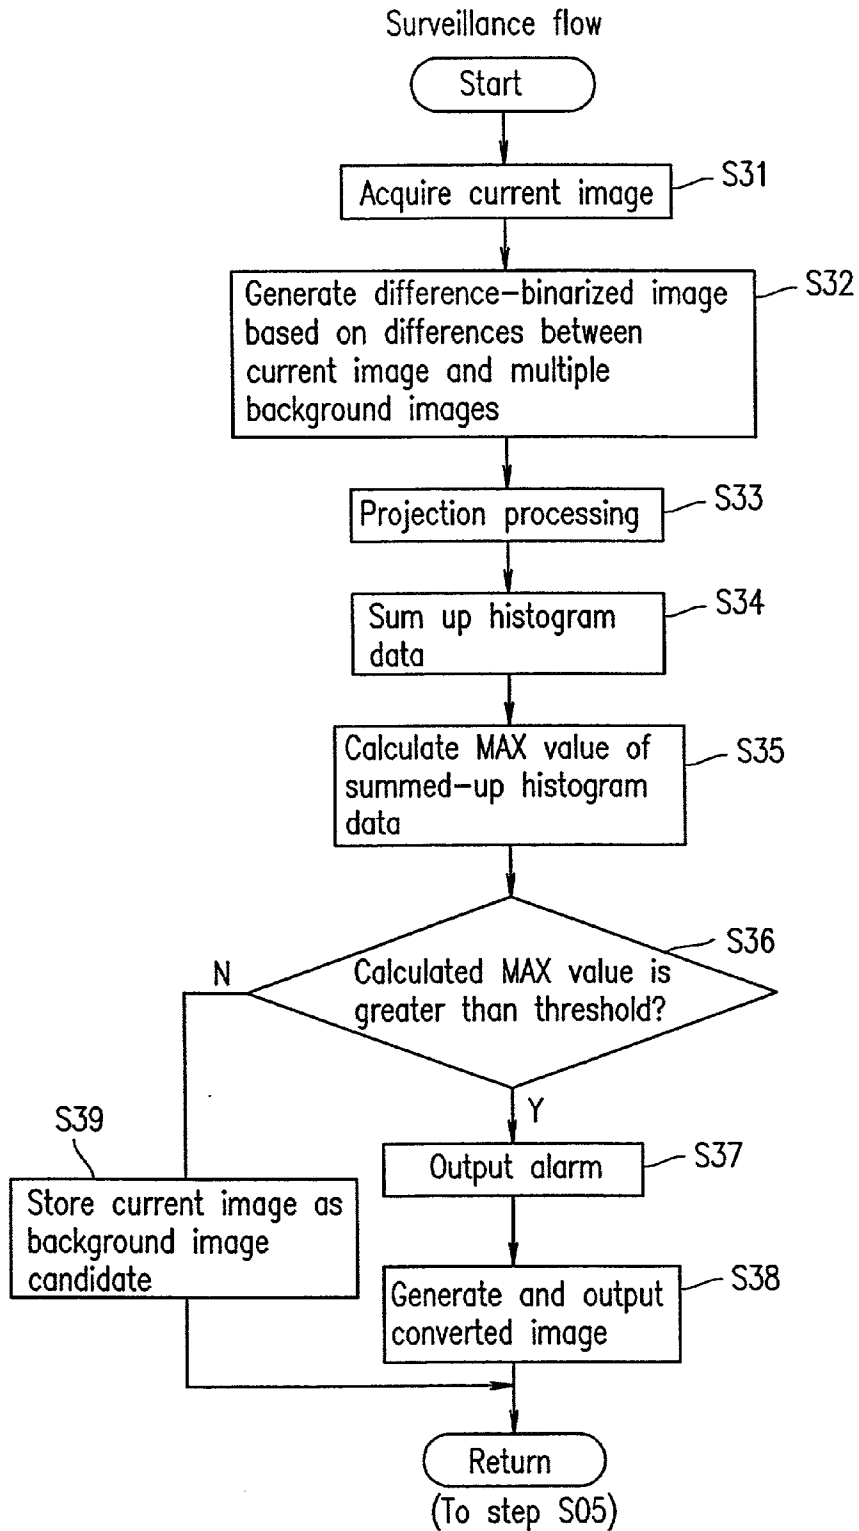 Surveillance flow
Start
Acquire current image
S31
Generate difference-binarized image
based on differences between
current image and multiple
background images
S32
Projection processing
S33
Sum up histogram
data
S34
Calculate MAX value of
summed-up histogram
data
S35
Calculated MAX value is
greater than threshold?
S36
N
Y
S39
Store current image as
background image
candidate
Output alarm
S37
Generate and output
converted image
S38
Return
(To step S05)